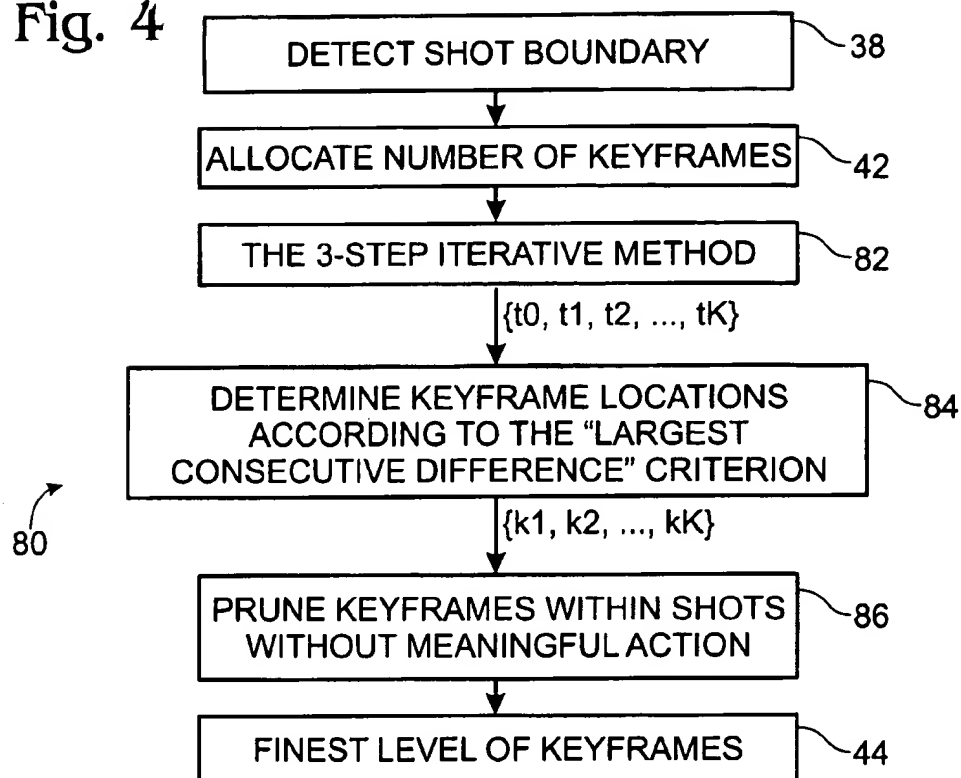 Fig. 4
DETECT SHOT BOUNDARY
38
ALLOCATE NUMBER OF KEYFRAMES
42
THE 3-STEP ITERATIVE METHOD
82
{t0, t1, t2, ..., tK}
DETERMINE KEYFRAME LOCATIONS
ACCORDING TO THE “LARGEST
CONSECUTIVE DIFFERENCE” CRITERION
84
80
{k1, k2, ..., kK}
PRUNE KEYFRAMES WITHIN SHOTS
WITHOUT MEANINGFUL ACTION
86
FINEST LEVEL OF KEYFRAMES
44